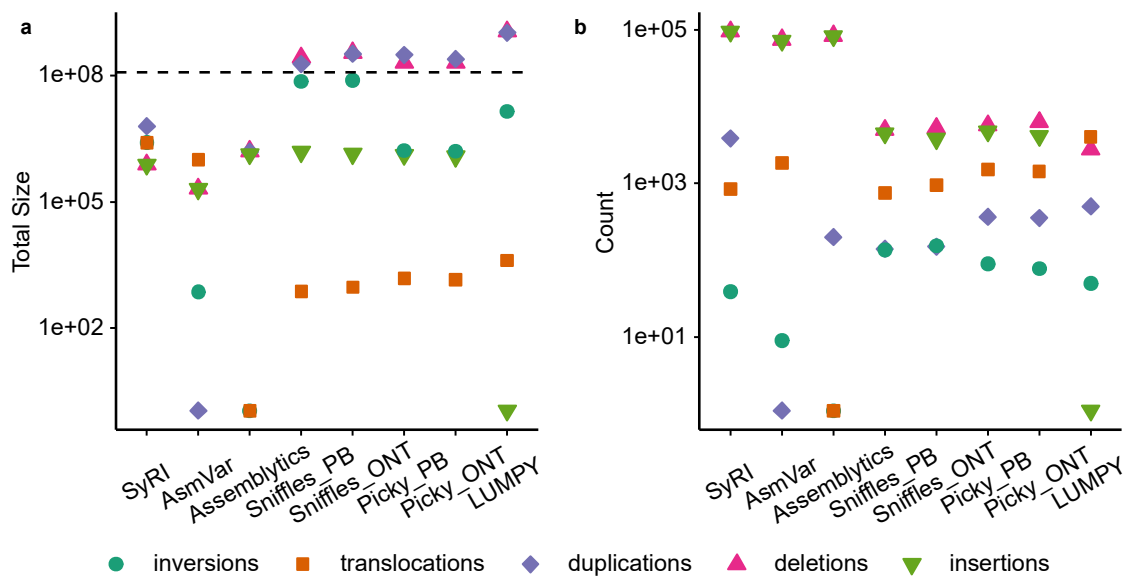 a
Total Size
1e+08
1e+05
1e+02
SyRI
AsmVar
Assemblytics
Sniffles_PB
Sniffles_ONT
Picky_PB
Picky_ONT
LUMPY
b
Count
1e+05
1e+03
1e+01
SyRI
AsmVar
Assemblytics
Sniffles_PB
Sniffles_ONT
Picky_PB
Picky_ONT
LUMPY
inversions translocations duplications deletions insertions